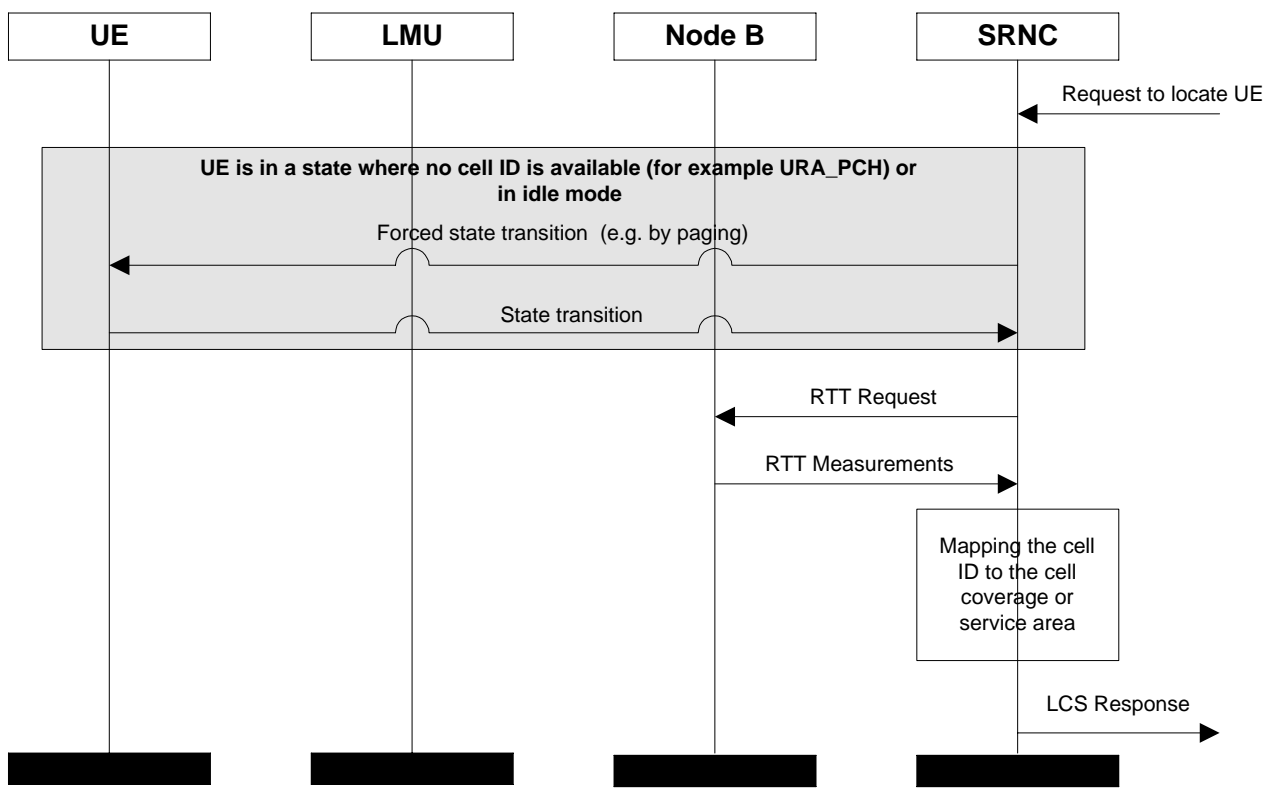 UE
LMU
Node B
SRNC
Request to locate UE
UE is in a state where no cell ID is available (for example URA_PCH) or
in idle mode
Forced state transition (e.g. by paging)
State transition
RTT Request
RTT Measurements
Mapping the cell
ID to the cell
coverage or
service area
LCS Response